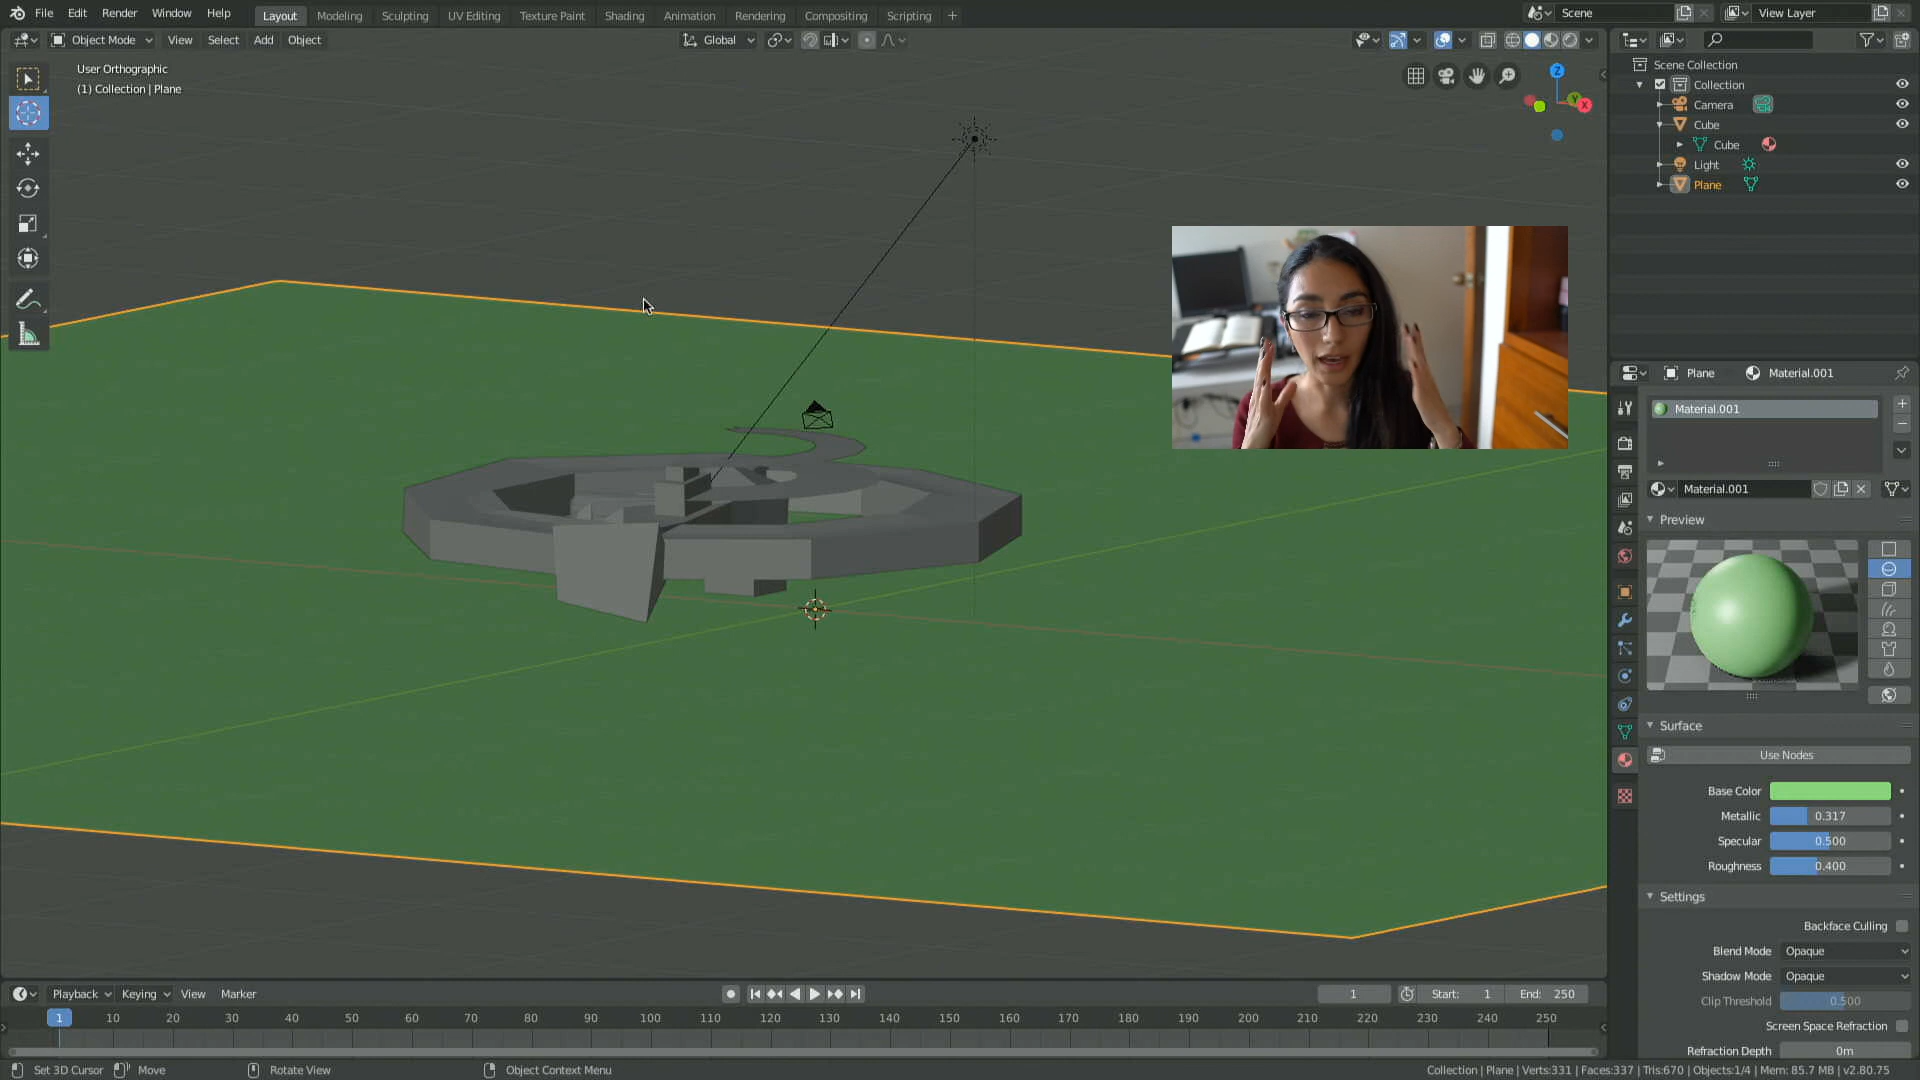 File Edit Render Window Help Layout Modeling Sculpting UV Editing Texture Paint Shading Animation Rendering Compositing Scripting + Scene View Layer
Object Mode View Select Add Object Global
User Orthographic
(1) Collection | Plane
Z
Y
X
Scene Collection
Collection
Camera
Cube
Cube
Light
Plane
Plane Material.001
Material.001
Material.001
Preview
Surface
Use Nodes
Base Color
Metallic 0.317
Specular 0.500
Roughness 0.400
Settings
Backface Culling
Blend Mode Opaque
Shadow Mode Opaque
Clip Threshold 0.500
Screen Space Refraction
Refraction Depth 0m
Playback Keying View Marker 1 Start: 1 End: 250
1 10 20 30 40 50 60 70 80 90 100 110 120 130 140 150 160 170 180 190 200 210 220 230 240 250
Set 3D Cursor Move Rotate View Object Context Menu Collection | Plane | Verts:331 | Faces:337 | Tris:670 | Objects:1/4 | Mem: 85.7 MB | v2.80.75